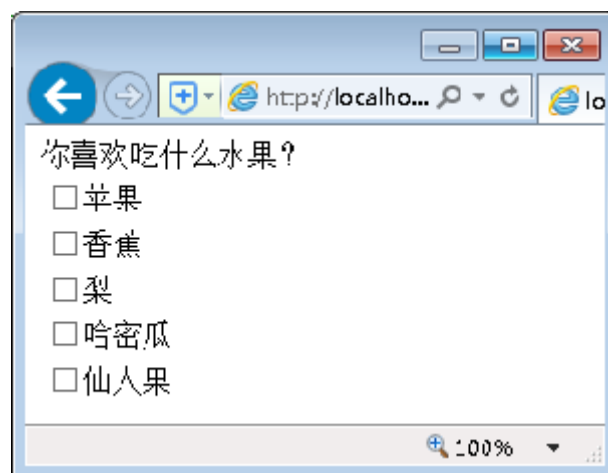 http://localho...
lo
你喜欢吃什么水果？
苹果
香蕉
梨
哈密瓜
仙人果
100%